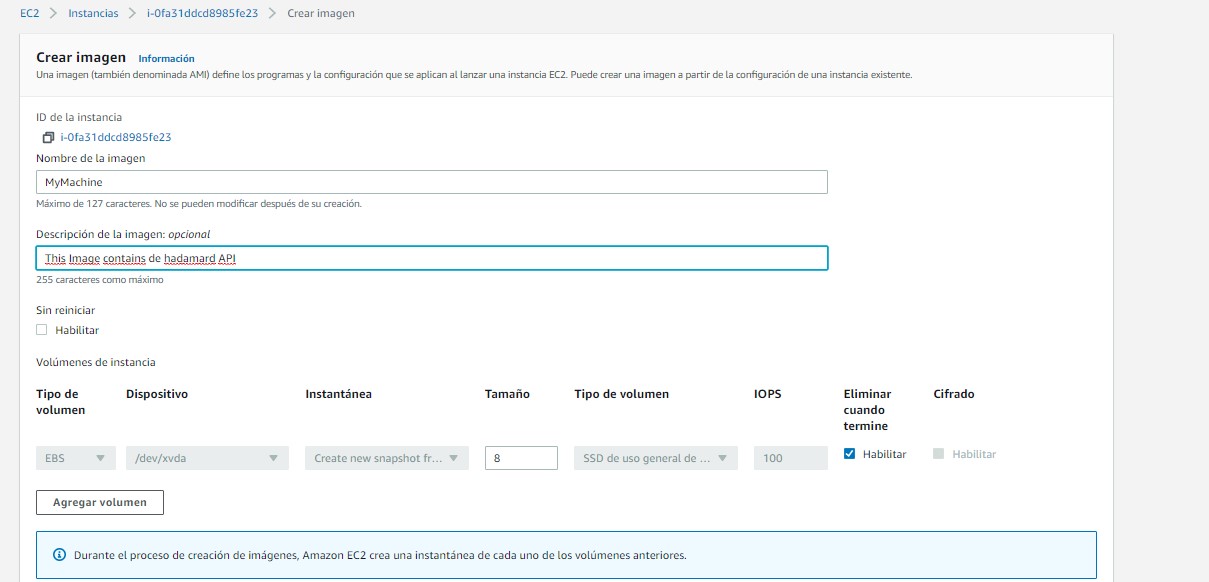 EC2 > Instancias > i-0fa31ddcd8985fe23 > Crear imagen
Crear imagen Información
Una imagen (también denominada AMI) define los programas y la configuración que se aplican al lanzar una instancia EC2. Puede crear una imagen a partir de la configuración de una instancia existente.
ID de la instancia
i-0fa31ddcd8985fe23
Nombre de la imagen
MyMachine
Máximo de 127 caracteres. No se pueden modificar después de su creación.
Descripción de la imagen: opcional
This Image contains de hadamard API
255 caracteres como máximo
Sin reiniciar
Habilitar
Volúmenes de instancia
Tipo de volumen Dispositivo Instantánea Tamaño Tipo de volumen IOPS Eliminar cuando termine Cifrado
EBS /dev/xvda Create new snapshot fr... 8 SSD de uso general de ... 100 Habilitar Habilitar
Agregar volumen
Durante el proceso de creación de imágenes, Amazon EC2 crea una instantánea de cada uno de los volúmenes anteriores.